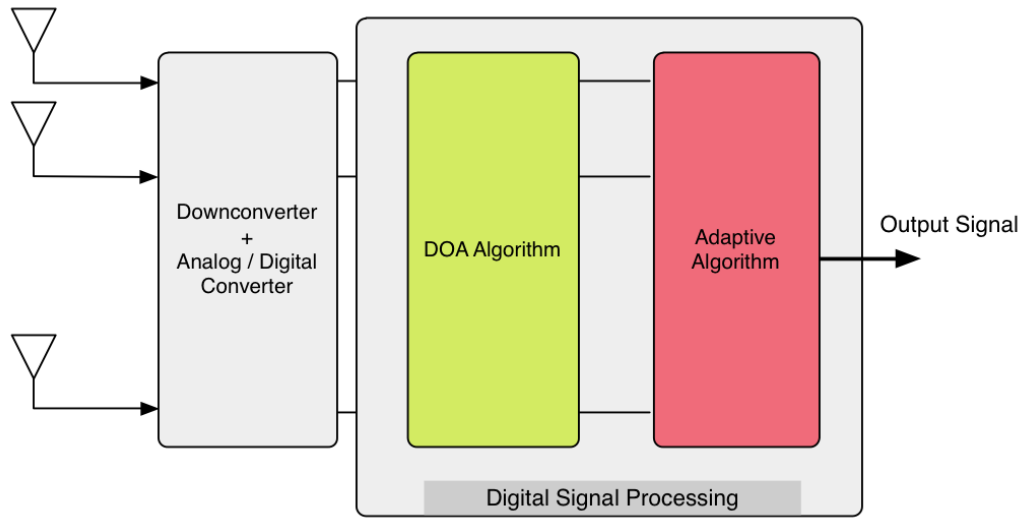 Downconverter
+
Analog / Digital
Converter
DOA Algorithm
Adaptive
Algorithm
Output Signal
Digital Signal Processing